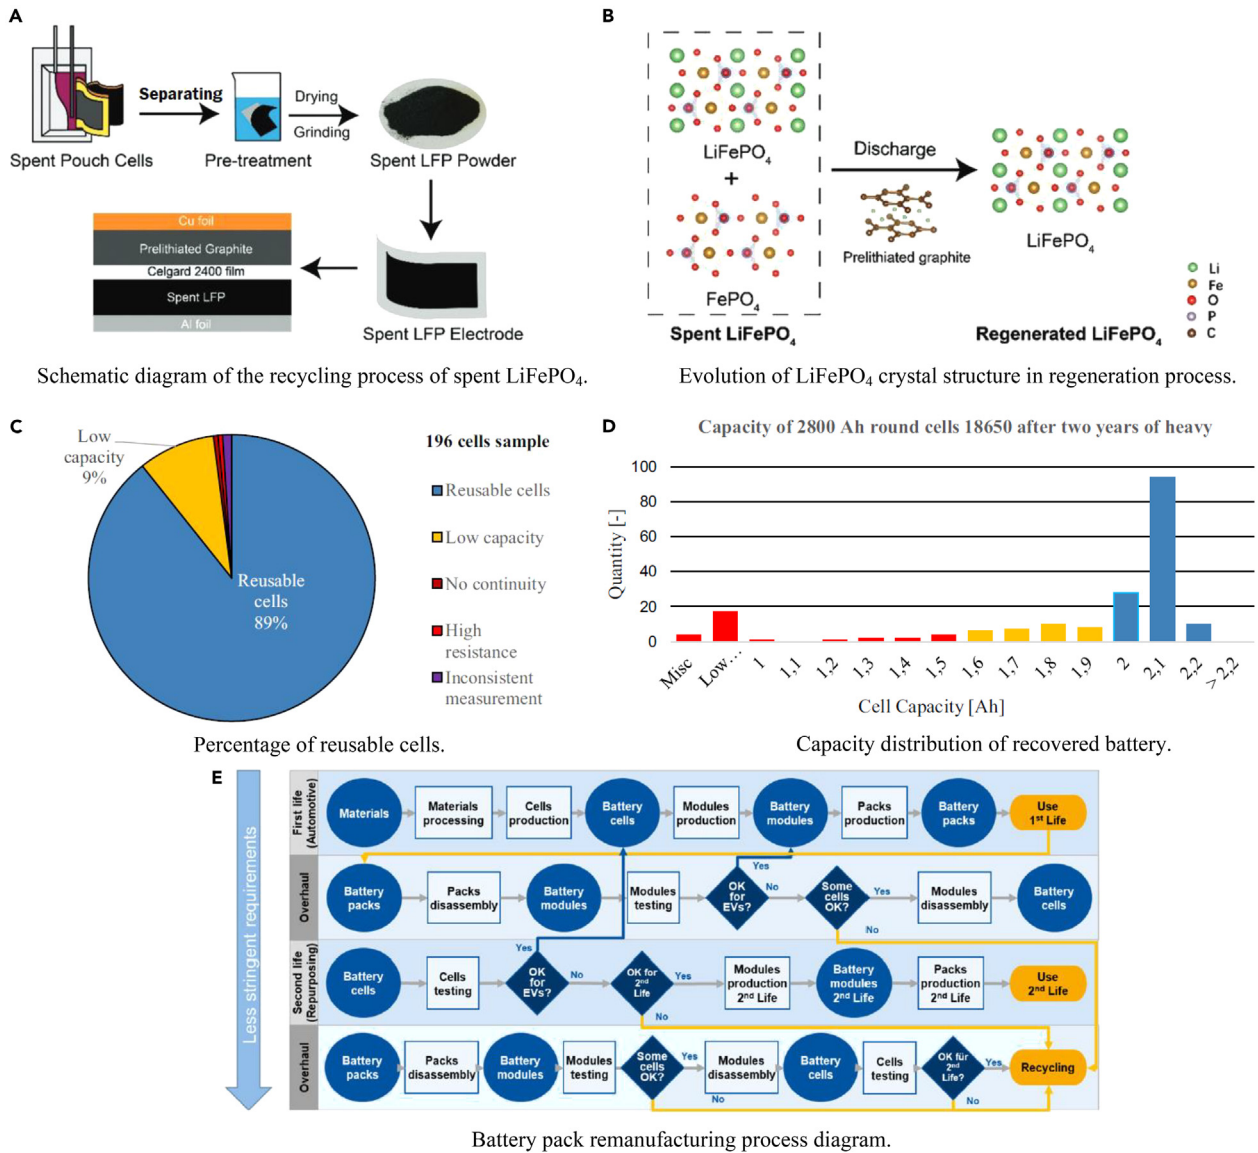 A
Separating
Drying
Grinding
Spent Pouch Cells
Pre-treatment
Spent LFP Powder
Cu foil
Prelithiated Graphite
Celgard 2400 film
Spent LFP
Al foil
Spent LFP Electrode
Schematic diagram of the recycling process of spent LiFePO4.
B
LiFePO4
+
FePO4
Spent LiFePO4
Discharge
Prelithiated graphite
LiFePO4
Regenerated LiFePO4
Li
Fe
O
P
C
Evolution of LiFePO4 crystal structure in regeneration process.
C
Low
capacity
9%
Reusable
cells
89%
196 cells sample
Reusable cells
Low capacity
No continuity
High
resistance
Inconsistent
measurement
Percentage of reusable cells.
D
Capacity of 2800 Ah round cells 18650 after two years of heavy
Quantity [-]
100
80
60
40
20
0
Misc
Low…
1
1,1
1,2
1,3
1,4
1,5
1,6
1,7
1,8
1,9
2
2,1
2,2
> 2,2
Cell Capacity [Ah]
Capacity distribution of recovered battery.
E
Less stringent requirements
First life
(Automotive)
Materials
Materials
processing
Cells
production
Battery
cells
Modules
production
Battery
modules
Packs
production
Battery
packs
Use
1st Life
Overhaul
Battery
packs
Packs
disassembly
Battery
modules
Modules
testing
OK
for
EVs?
Yes
No
Some
cells
OK?
Yes
No
Modules
disassembly
Battery
cells
Second life
(Repurposing)
Battery
cells
Cells
testing
OK
for
EVs?
Yes
No
OK for
2nd
Life
Yes
No
Modules
production
2nd Life
Battery
modules
2nd Life
Packs
production
2nd Life
Use
2nd Life
Overhaul
Battery
packs
Packs
disassembly
Battery
modules
Modules
testing
Some
cells
OK?
Yes
No
Modules
disassembly
Battery
cells
Cells
testing
OK für
2nd
Life?
Yes
No
Recycling
Battery pack remanufacturing process diagram.